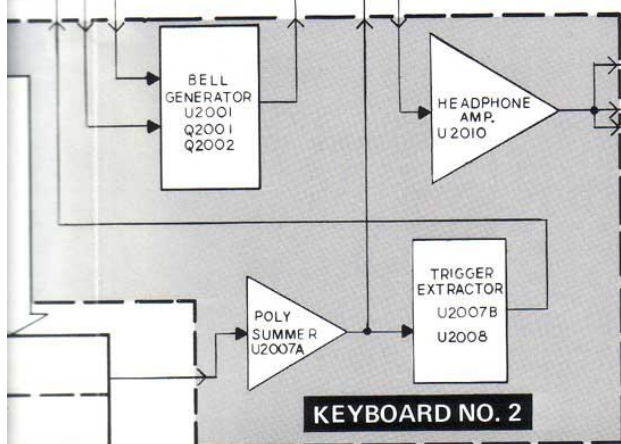 BELL
GENERATOR
U2001
Q2001
Q2002
HEADPHONE
AMP.
U2010
POLY
SUMMER
U2007A
TRIGGER
EXTRACTOR
U2007B
U2008
KEYBOARD NO. 2